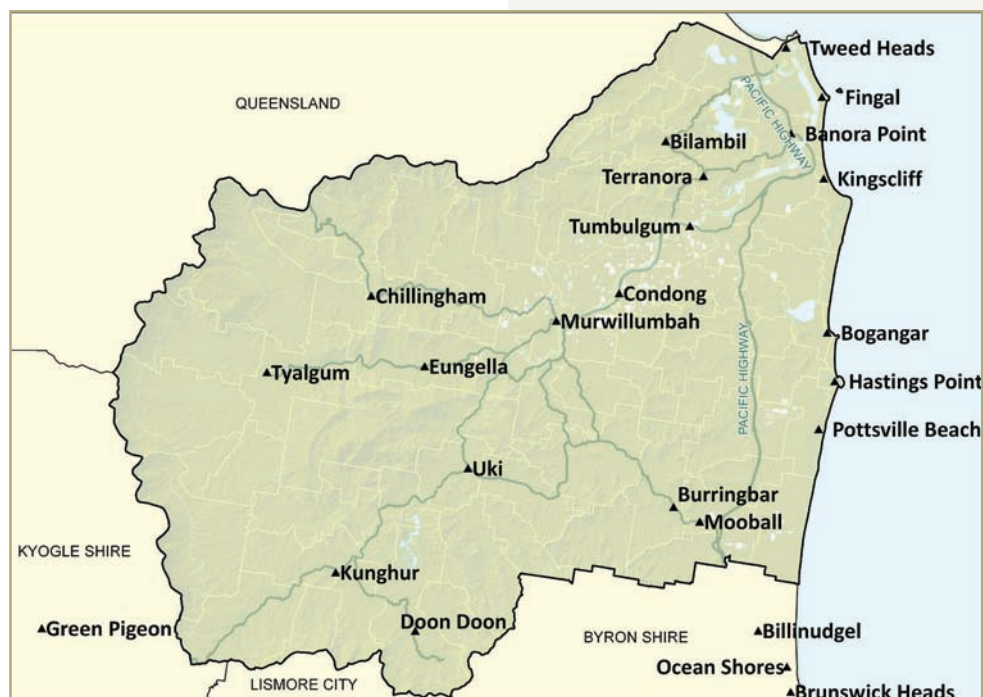 Tweed Heads
QUEENSLAND
Fingal
PACIFIC HIGHWAY
Banora Point
Bilambil
Terranora
Kingscliff
Tumbulgum
Chillingham
Condong
Murwillumbah
PACIFIC HIGHWAY
Bogangar
Eungella
Tyalgum
Hastings Point
Pottsville Beach
Uki
Burringbar
Mooball
KYOGLE SHIRE
Kunghur
Green Pigeon
Doon Doon
BYRON SHIRE
Billinudgel
Ocean Shores
LISMORE CITY
Brunswick Heads